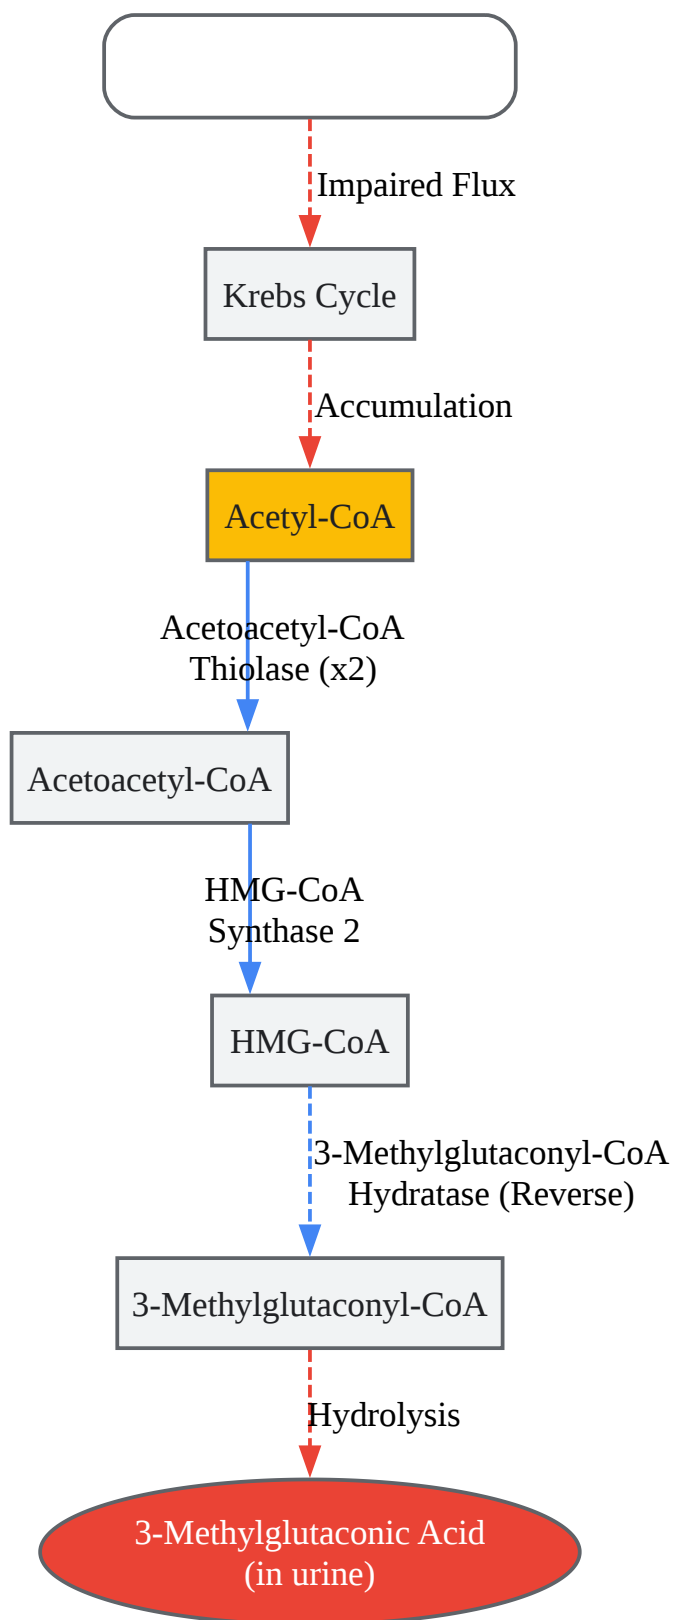 Impaired Flux
Krebs Cycle
Accumulation
Acetyl-CoA
Acetoacetyl-CoA
Thiolase (x2)
Acetoacetyl-CoA
HMG-CoA
Synthase 2
HMG-CoA
3-Methylglutaconyl-CoA
Hydratase (Reverse)
3-Methylglutaconyl-CoA
Hydrolysis
3-Methylglutaconic Acid
(in urine)